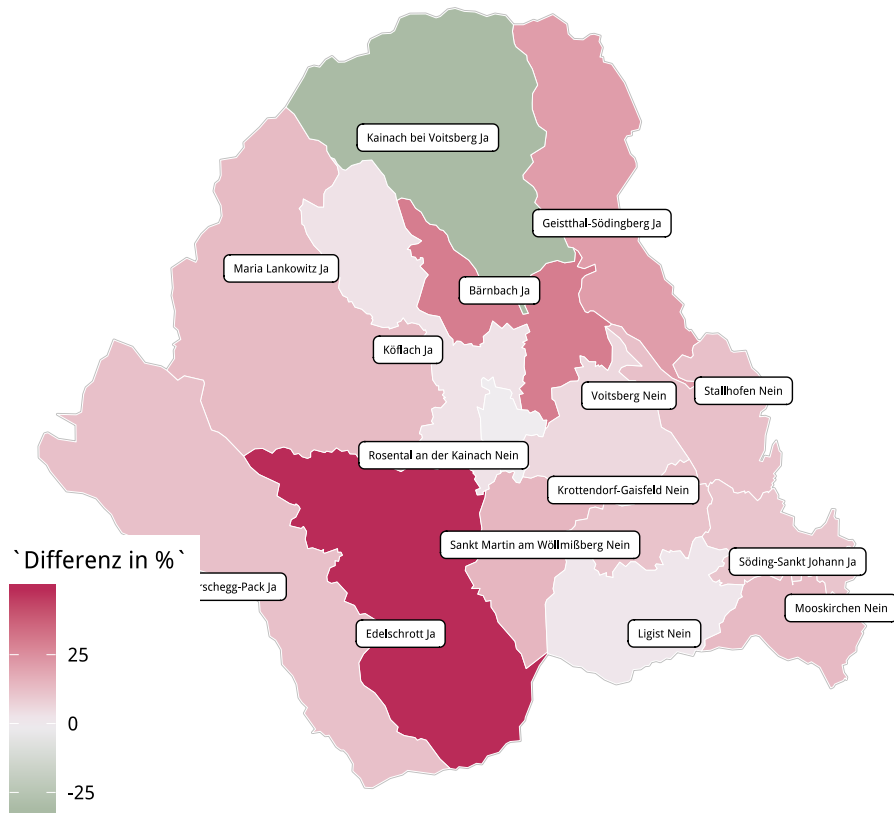 Kainach bei Voitsberg Ja
Geistthal-Södingberg Ja
Maria Lankowitz Ja
Bärnbach Ja
Köflach Ja
Voitsberg Nein
Stallhofen Nein
Rosental an der Kainach Nein
Krottendorf-Gaisfeld Nein
Sankt Martin am Wöllmißberg Nein
Söding-Sankt Johann Ja
`Differenz in %`
rschegg-Pack Ja
Mooskirchen Nein
Edelschrott Ja
Ligist Nein
25
0
-25